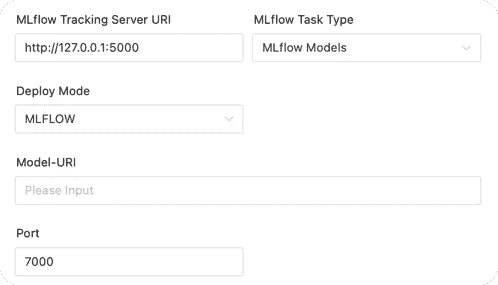 MLflow Tracking Server URI
MLflow Task Type
http://127.0.0.1:5000
MLflow Models
Deploy Mode
MLFLOW
Model-URI
Please Input
Port
7000